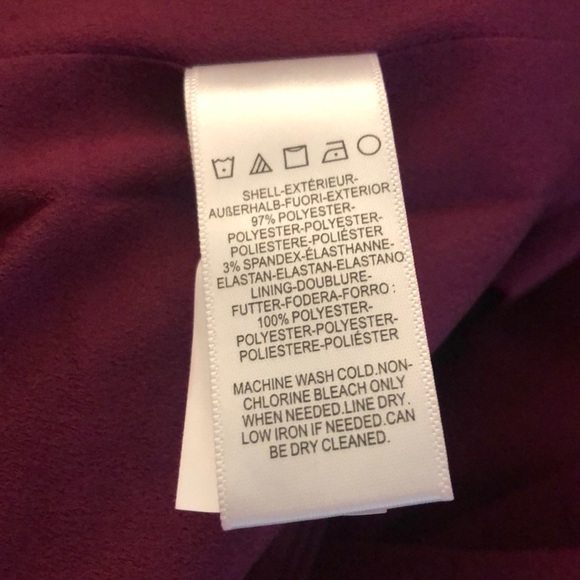 SHELL-EXTÉRIEUR-
AUßERHALB-FUORI-EXTERIOR:
97% POLYESTER-
POLYESTER-POLYESTER-
POLIESTERE-POLIÉSTER
3% SPANDEX-ÉLASTHANNE-
ELASTAN-ELASTAN-ELASTANO
LINING-DOUBLURE-
FUTTER-FODERA-FORRO :
100% POLYESTER-
POLYESTER-POLYESTER-
POLIESTERE-POLIÉSTER
MACHINE WASH COLD.NON-
CHLORINE BLEACH ONLY
WHEN NEEDED.LINE DRY.
LOW IRON IF NEEDED.CAN
BE DRY CLEANED.